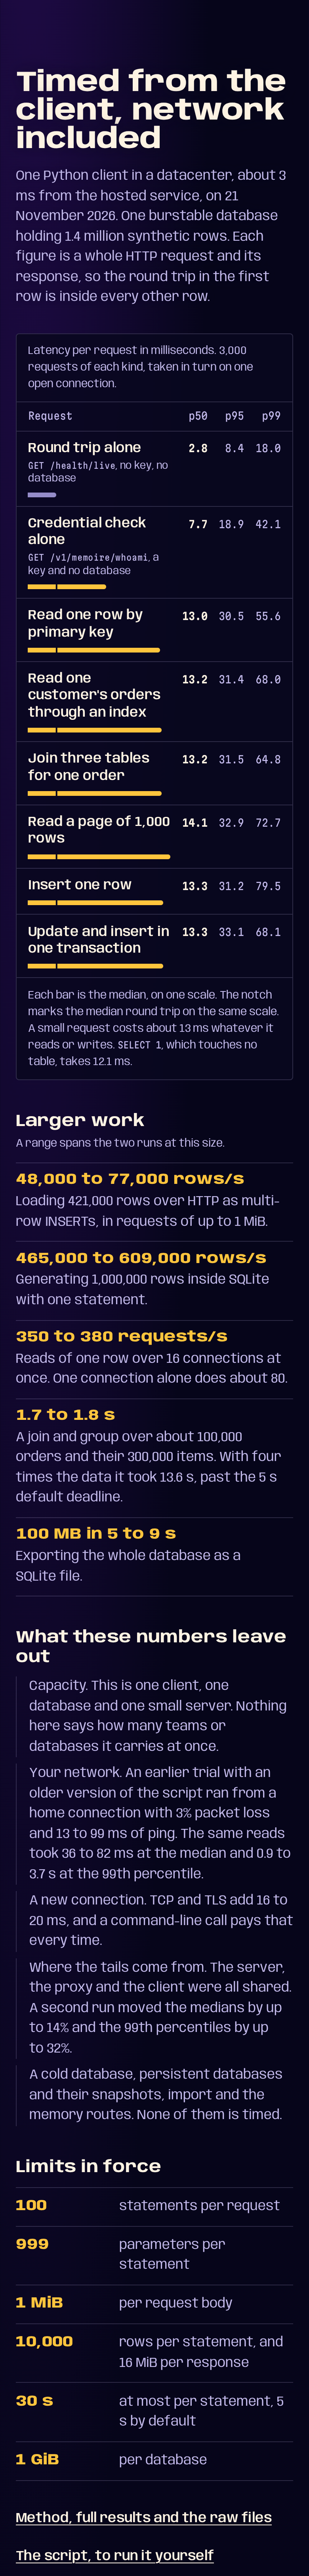 Timed from the
client, network
included
One Python client in a datacenter, about 3
ms from the hosted service, on 21
November 2026. One burstable database
holding 1.4 million synthetic rows. Each
figure is a whole HTTP request and its
response, so the round trip in the first
row is inside every other row.
Latency per request in milliseconds. 3,000
requests of each kind, taken in turn on one
open connection.
Request p50 p95 p99
Round trip alone 2.8 8.4 18.0
GET /health/live, no key, no
database
Credential check 7.7 18.9 42.1
alone
GET /v1/memoire/whoami, a
key and no database
Read one row by 13.0 30.5 55.6
primary key
Read one 13.2 31.4 68.0
customer's orders
through an index
Join three tables 13.2 31.5 64.8
for one order
Read a page of 1,000 14.1 32.9 72.7
rows
Insert one row 13.3 31.2 79.5
Update and insert in 13.3 33.1 68.1
one transaction
Each bar is the median, on one scale. The notch
marks the median round trip on the same scale.
A small request costs about 13 ms whatever it
reads or writes. SELECT 1, which touches no
table, takes 12.1 ms.
Larger work
A range spans the two runs at this size.
48,000 to 77,000 rows/s
Loading 421,000 rows over HTTP as multi-
row INSERTs, in requests of up to 1 MiB.
465,000 to 609,000 rows/s
Generating 1,000,000 rows inside SQLite
with one statement.
350 to 380 requests/s
Reads of one row over 16 connections at
once. One connection alone does about 80.
1.7 to 1.8 s
A join and group over about 100,000
orders and their 300,000 items. With four
times the data it took 13.6 s, past the 5 s
default deadline.
100 MB in 5 to 9 s
Exporting the whole database as a
SQLite file.
What these numbers leave
out
Capacity. This is one client, one
database and one small server. Nothing
here says how many teams or
databases it carries at once.
Your network. An earlier trial with an
older version of the script ran from a
home connection with 3% packet loss
and 13 to 99 ms of ping. The same reads
took 36 to 82 ms at the median and 0.9 to
3.7 s at the 99th percentile.
A new connection. TCP and TLS add 16 to
20 ms, and a command-line call pays that
every time.
Where the tails come from. The server,
the proxy and the client were all shared.
A second run moved the medians by up
to 14% and the 99th percentiles by up
to 32%.
A cold database, persistent databases
and their snapshots, import and the
memory routes. None of them is timed.
Limits in force
100 statements per request
999 parameters per
statement
1 MiB per request body
10,000 rows per statement, and
16 MiB per response
30 s at most per statement, 5
s by default
1 GiB per database
Method, full results and the raw files
The script, to run it yourself